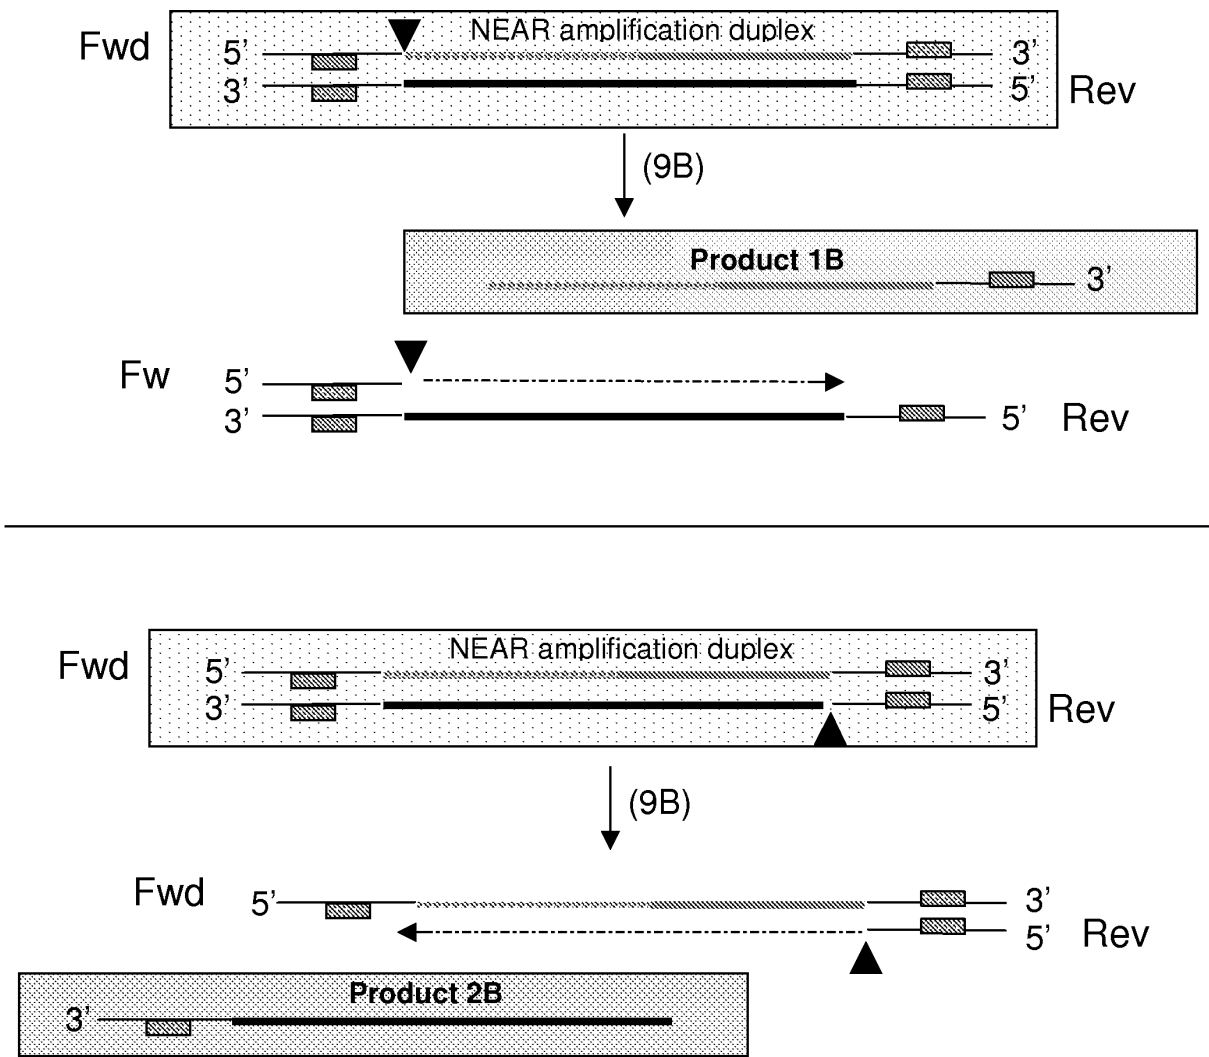 NEAR amplification duplex
Fwd 5’ 3’
3’ 5’ Rev
(9B)
Product 1B
3’
Fw 5’
3’ 5’ Rev
NEAR amplification duplex
Fwd 5’ 3’
3’ 5’ Rev
(9B)
Fwd 5’ 3’
5’ Rev
Product 2B
3’